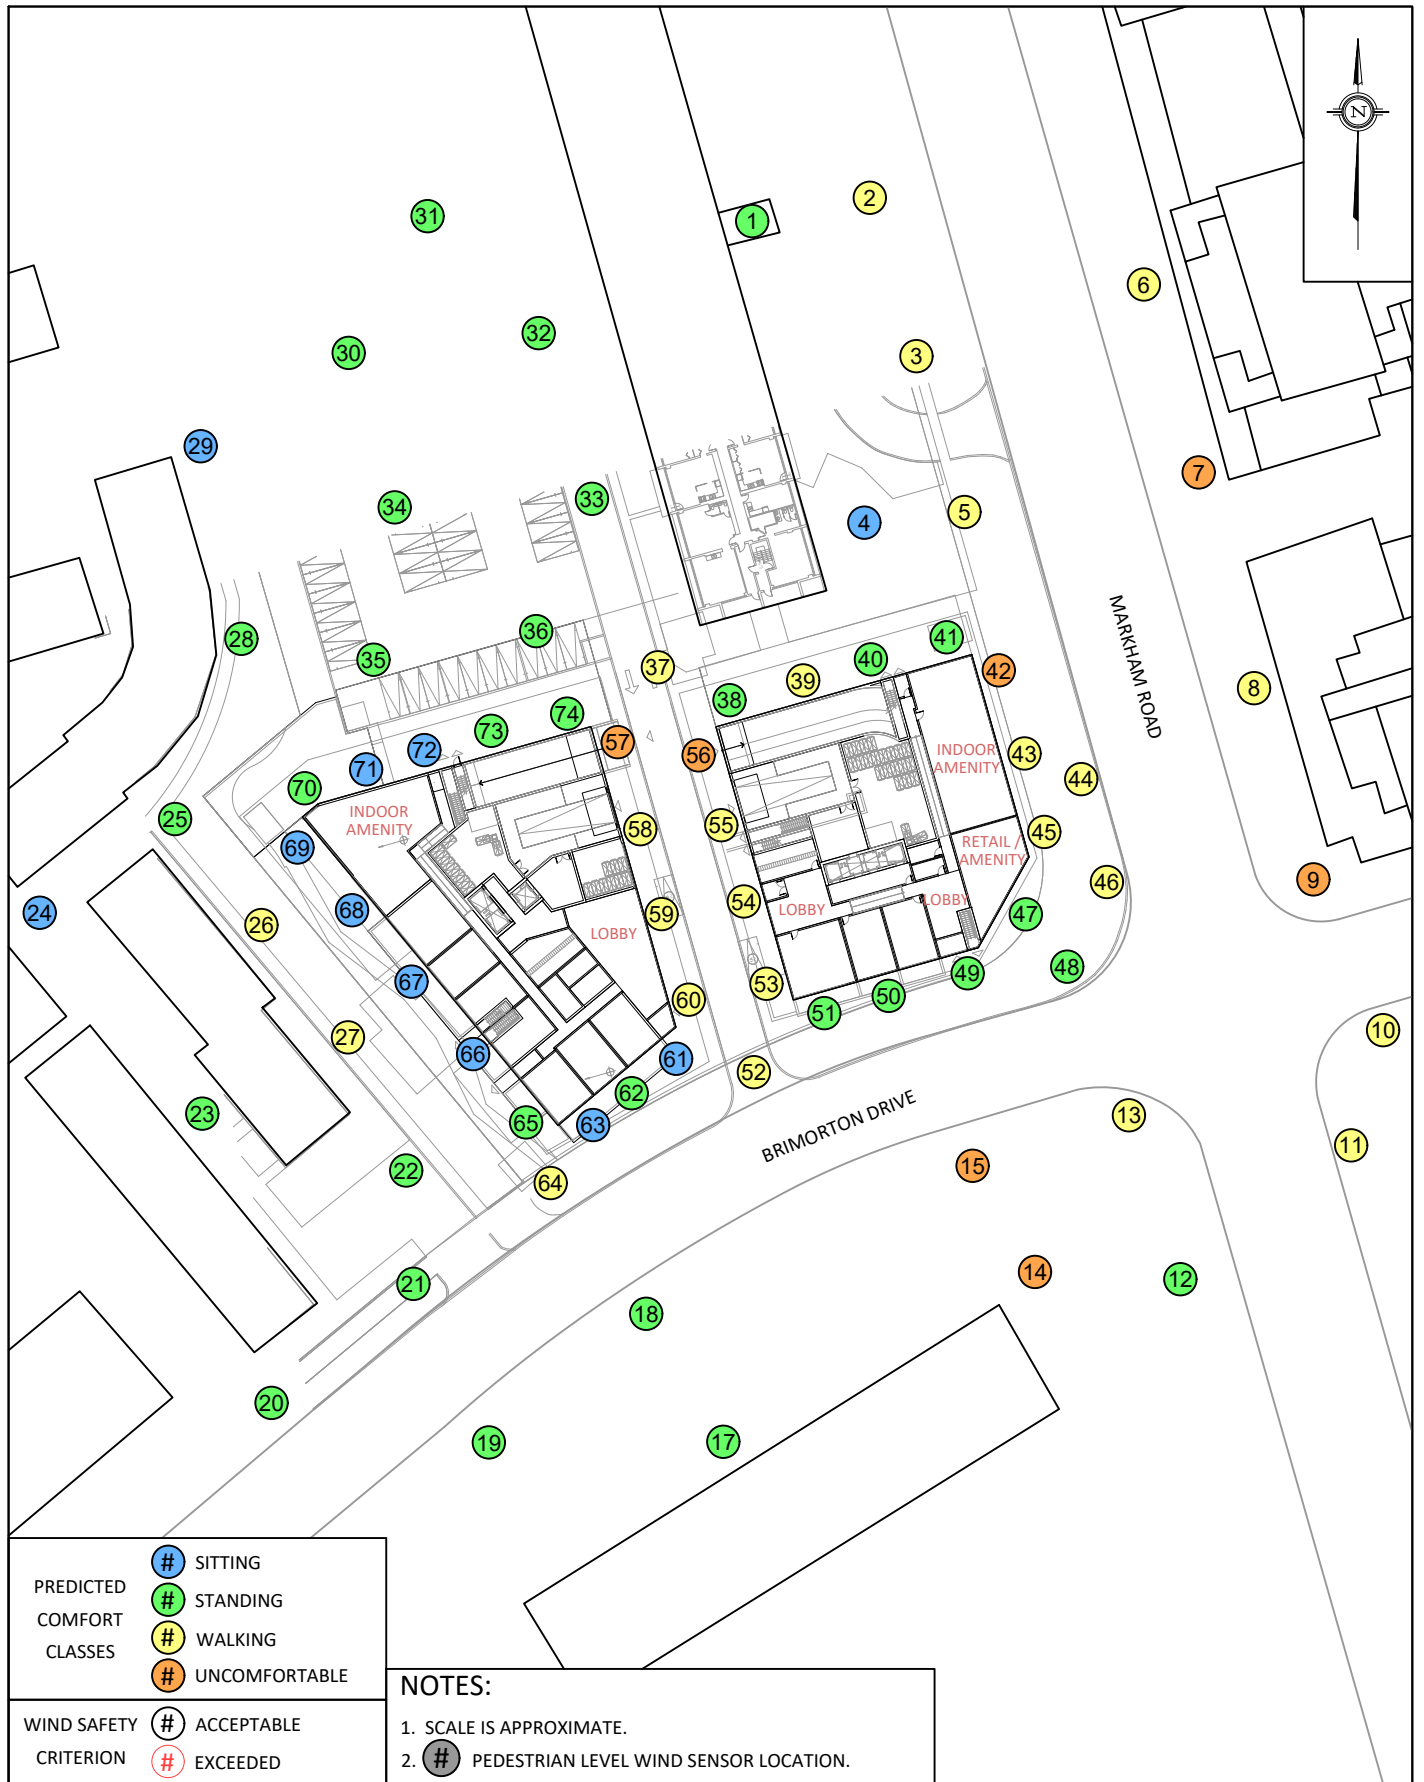 N
31
1
2
6
32
30
3
29
7
34
33
4
5
MARKHAM ROAD
28
36
41
35
37
40
42
39
8
38
74
73
57
72
56
INDOOR
AMENITY
43
71
44
70
INDOOR
AMENITY
25
55
58
45
69
RETAIL /
AMENITY
9
46
54
LOBBY
LOBBY
68
24
59
47
26
LOBBY
48
49
67
53
50
60
51
10
27
66
61
52
62
BRIMORTON DRIVE
23
13
65
63
11
15
22
64
14
12
21
18
20
19
17
PREDICTED
COMFORT
CLASSES
# SITTING
# STANDING
# WALKING
# UNCOMFORTABLE
WIND SAFETY
CRITERION
# ACCEPTABLE
# EXCEEDED
NOTES:
1. SCALE IS APPROXIMATE.
2. # PEDESTRIAN LEVEL WIND SENSOR LOCATION.